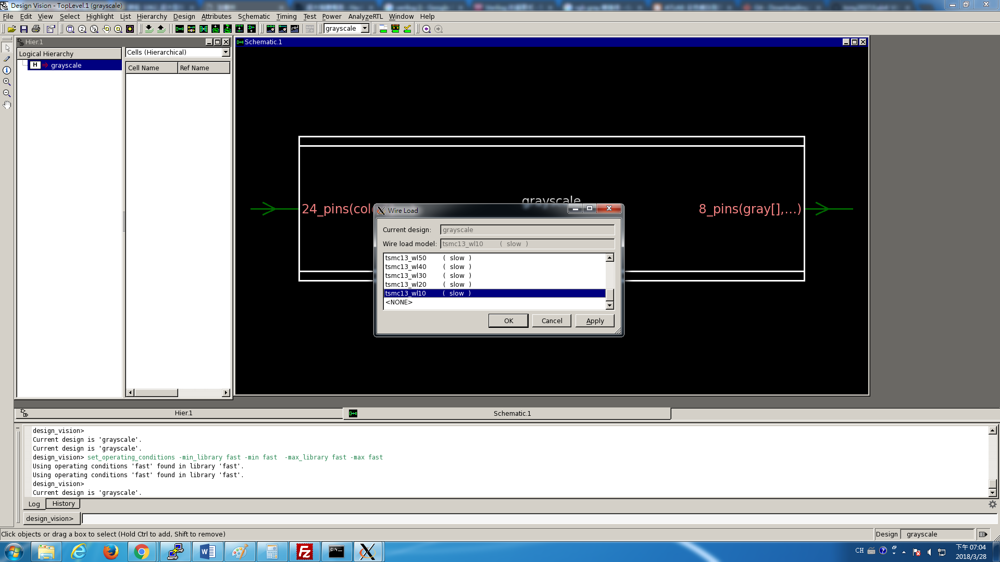 Design Vision - TopLevel.1 (grayscale)
File Edit View Select Highlight List Hierarchy Design Attributes Schematic Timing Test Power AnalyzeRTL Window Help
grayscale
Hier.1
Logical Hierarchy
H grayscale
Cells (Hierarchical)
Cell Name Ref Name
Schematic.1
grayscale
24_pins(col
8_pins(gray[],...)
Wire Load
Current design: grayscale
Wire load model: tsmc13_wl10 ( slow )
tsmc13_wl50 ( slow )
tsmc13_wl40 ( slow )
tsmc13_wl30 ( slow )
tsmc13_wl20 ( slow )
tsmc13_wl10 ( slow )
<NONE>
OK Cancel Apply
Hier.1 Schematic.1
design_vision>
Current design is 'grayscale'.
Current design is 'grayscale'.
design_vision> set_operating_conditions -min_library fast -min fast  -max_library fast -max fast
Using operating conditions 'fast' found in library 'fast'.
Using operating conditions 'fast' found in library 'fast'.
design_vision>
Current design is 'grayscale'.
Log History
design_vision>
Click objects or drag a box to select (Hold Ctrl to add, Shift to remove)
Design grayscale
CH
下午 07:04
2018/3/28